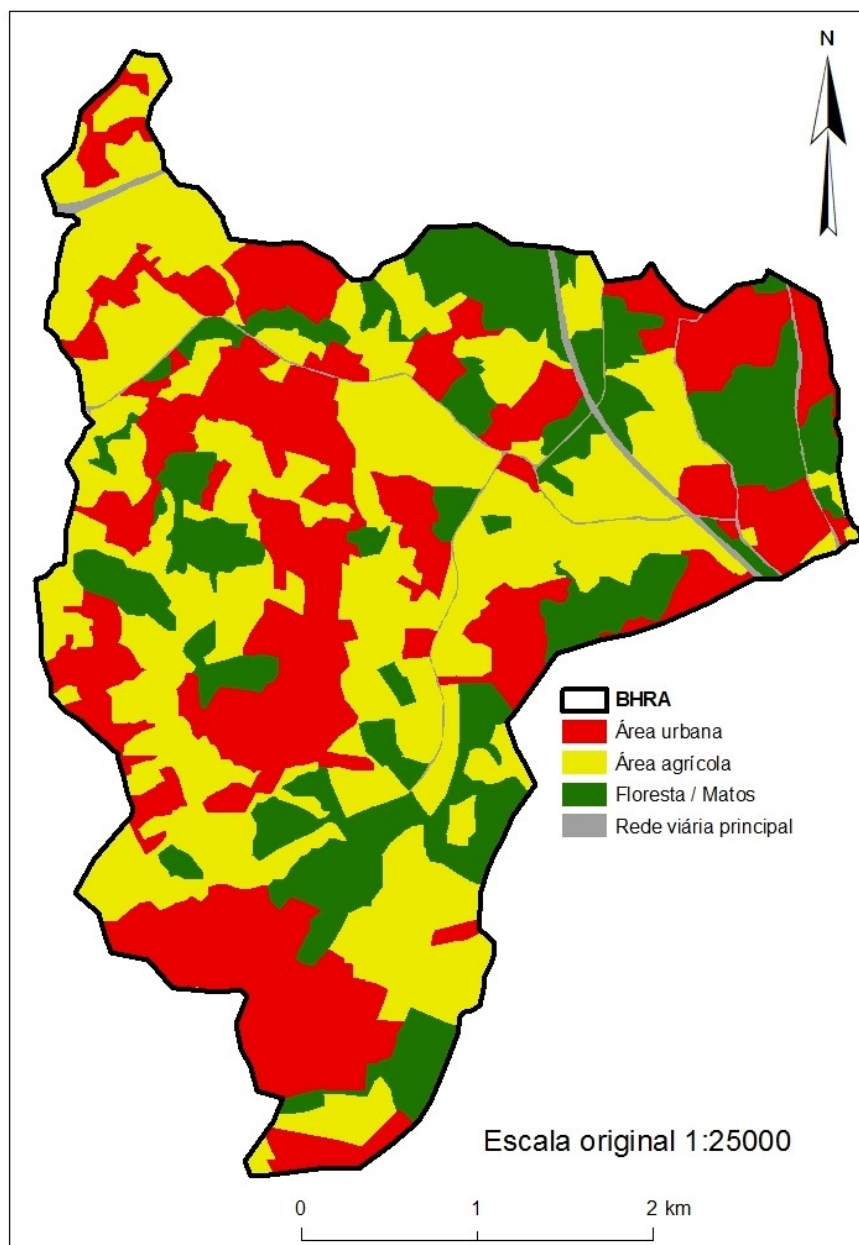 N
BHRA
Área urbana
Área agrícola
Floresta / Matos
Rede viária principal
Escala original 1:25000
0 1 2 km